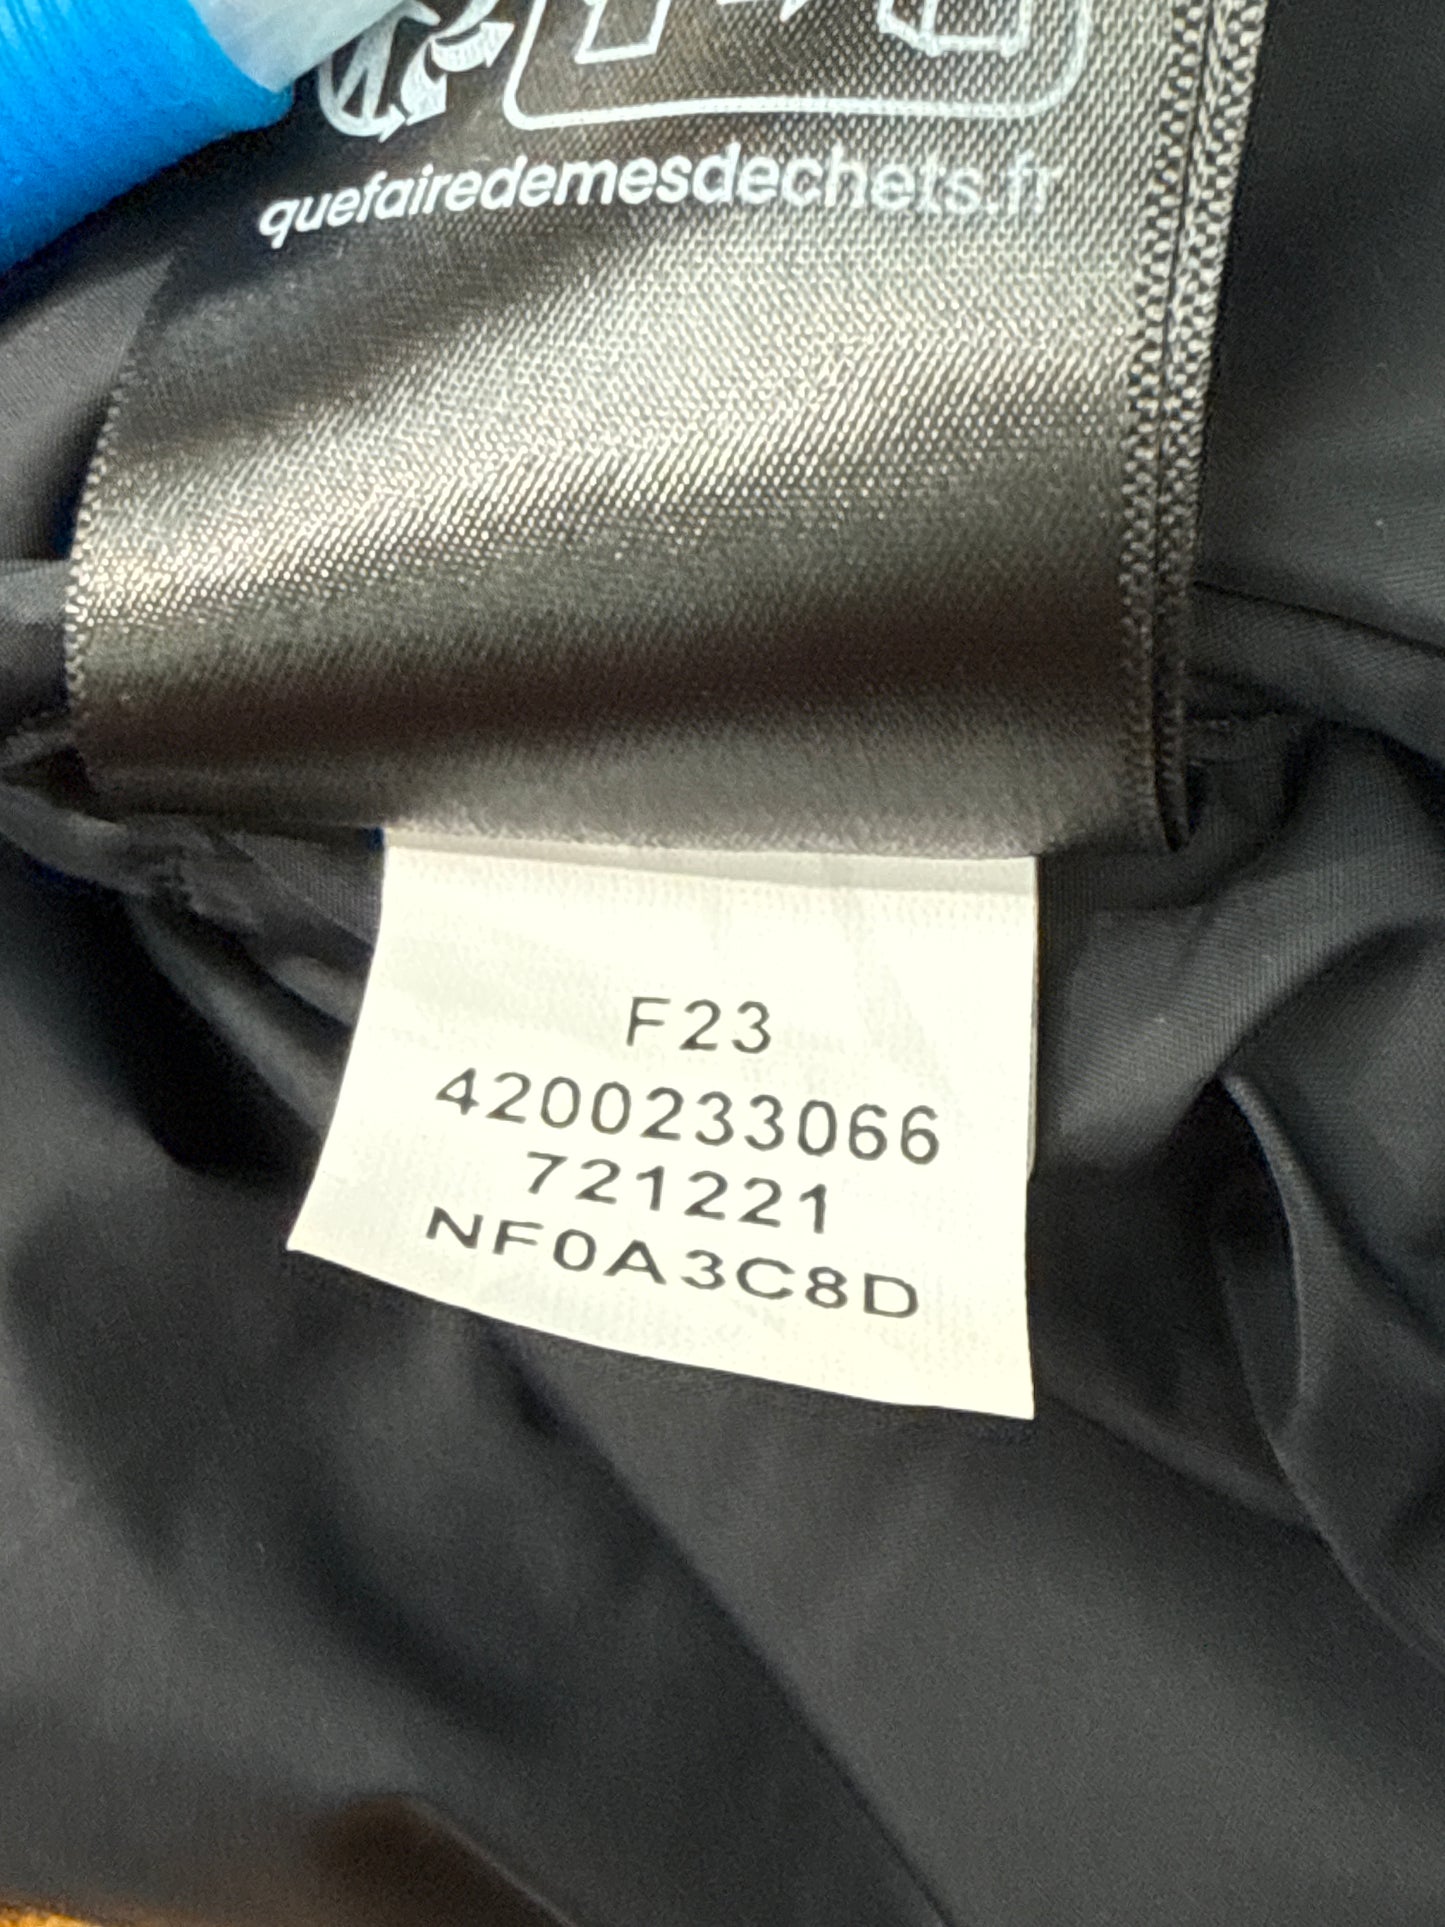 quefairedemesdechets.fr
F23
4200233066
721221
NF0A3C8D